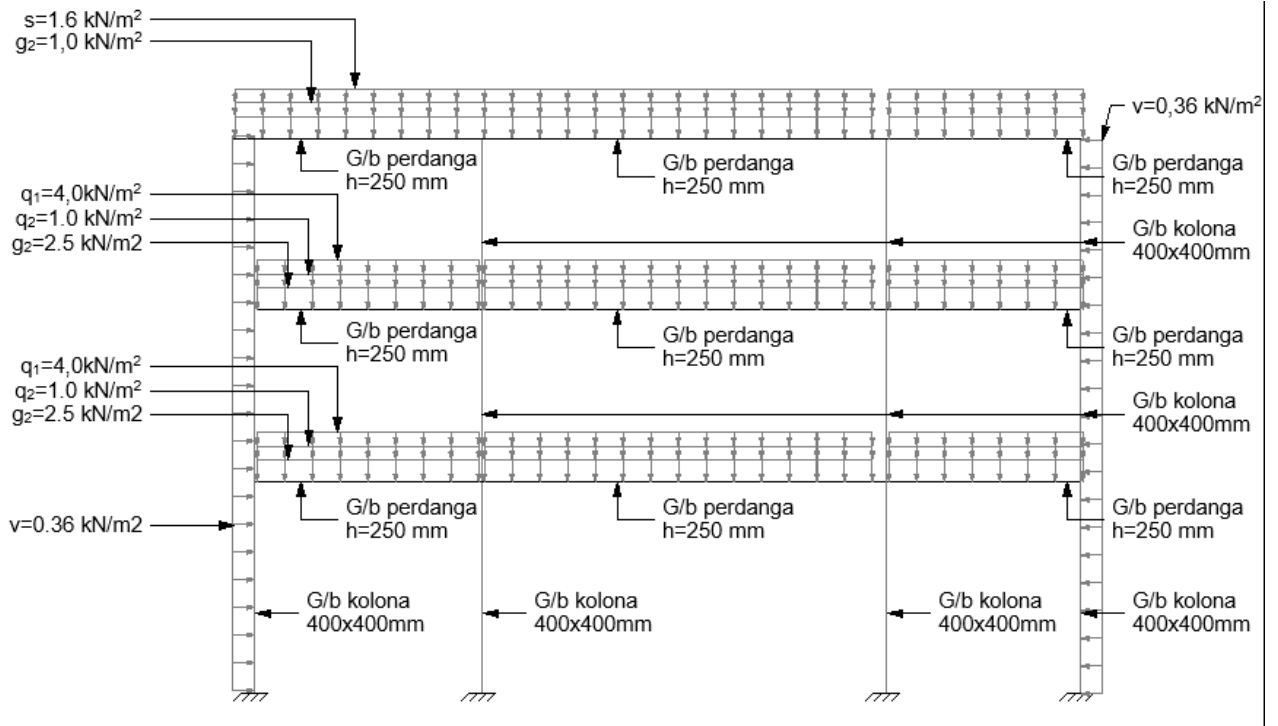 s=1.6 kN/m²
g₂=1,0 kN/m²
v=0,36 kN/m²
G/b perdanga
h=250 mm
G/b perdanga
h=250 mm
G/b perdanga
h=250 mm
q₁=4,0kN/m²
q₂=1.0 kN/m²
g₂=2.5 kN/m2
G/b kolona
400x400mm
G/b perdanga
h=250 mm
G/b perdanga
h=250 mm
G/b perdanga
h=250 mm
q₁=4,0kN/m²
q₂=1.0 kN/m²
g₂=2.5 kN/m2
G/b kolona
400x400mm
G/b perdanga
h=250 mm
G/b perdanga
h=250 mm
G/b perdanga
h=250 mm
v=0.36 kN/m2
G/b kolona
400x400mm
G/b kolona
400x400mm
G/b kolona
400x400mm
G/b kolona
400x400mm